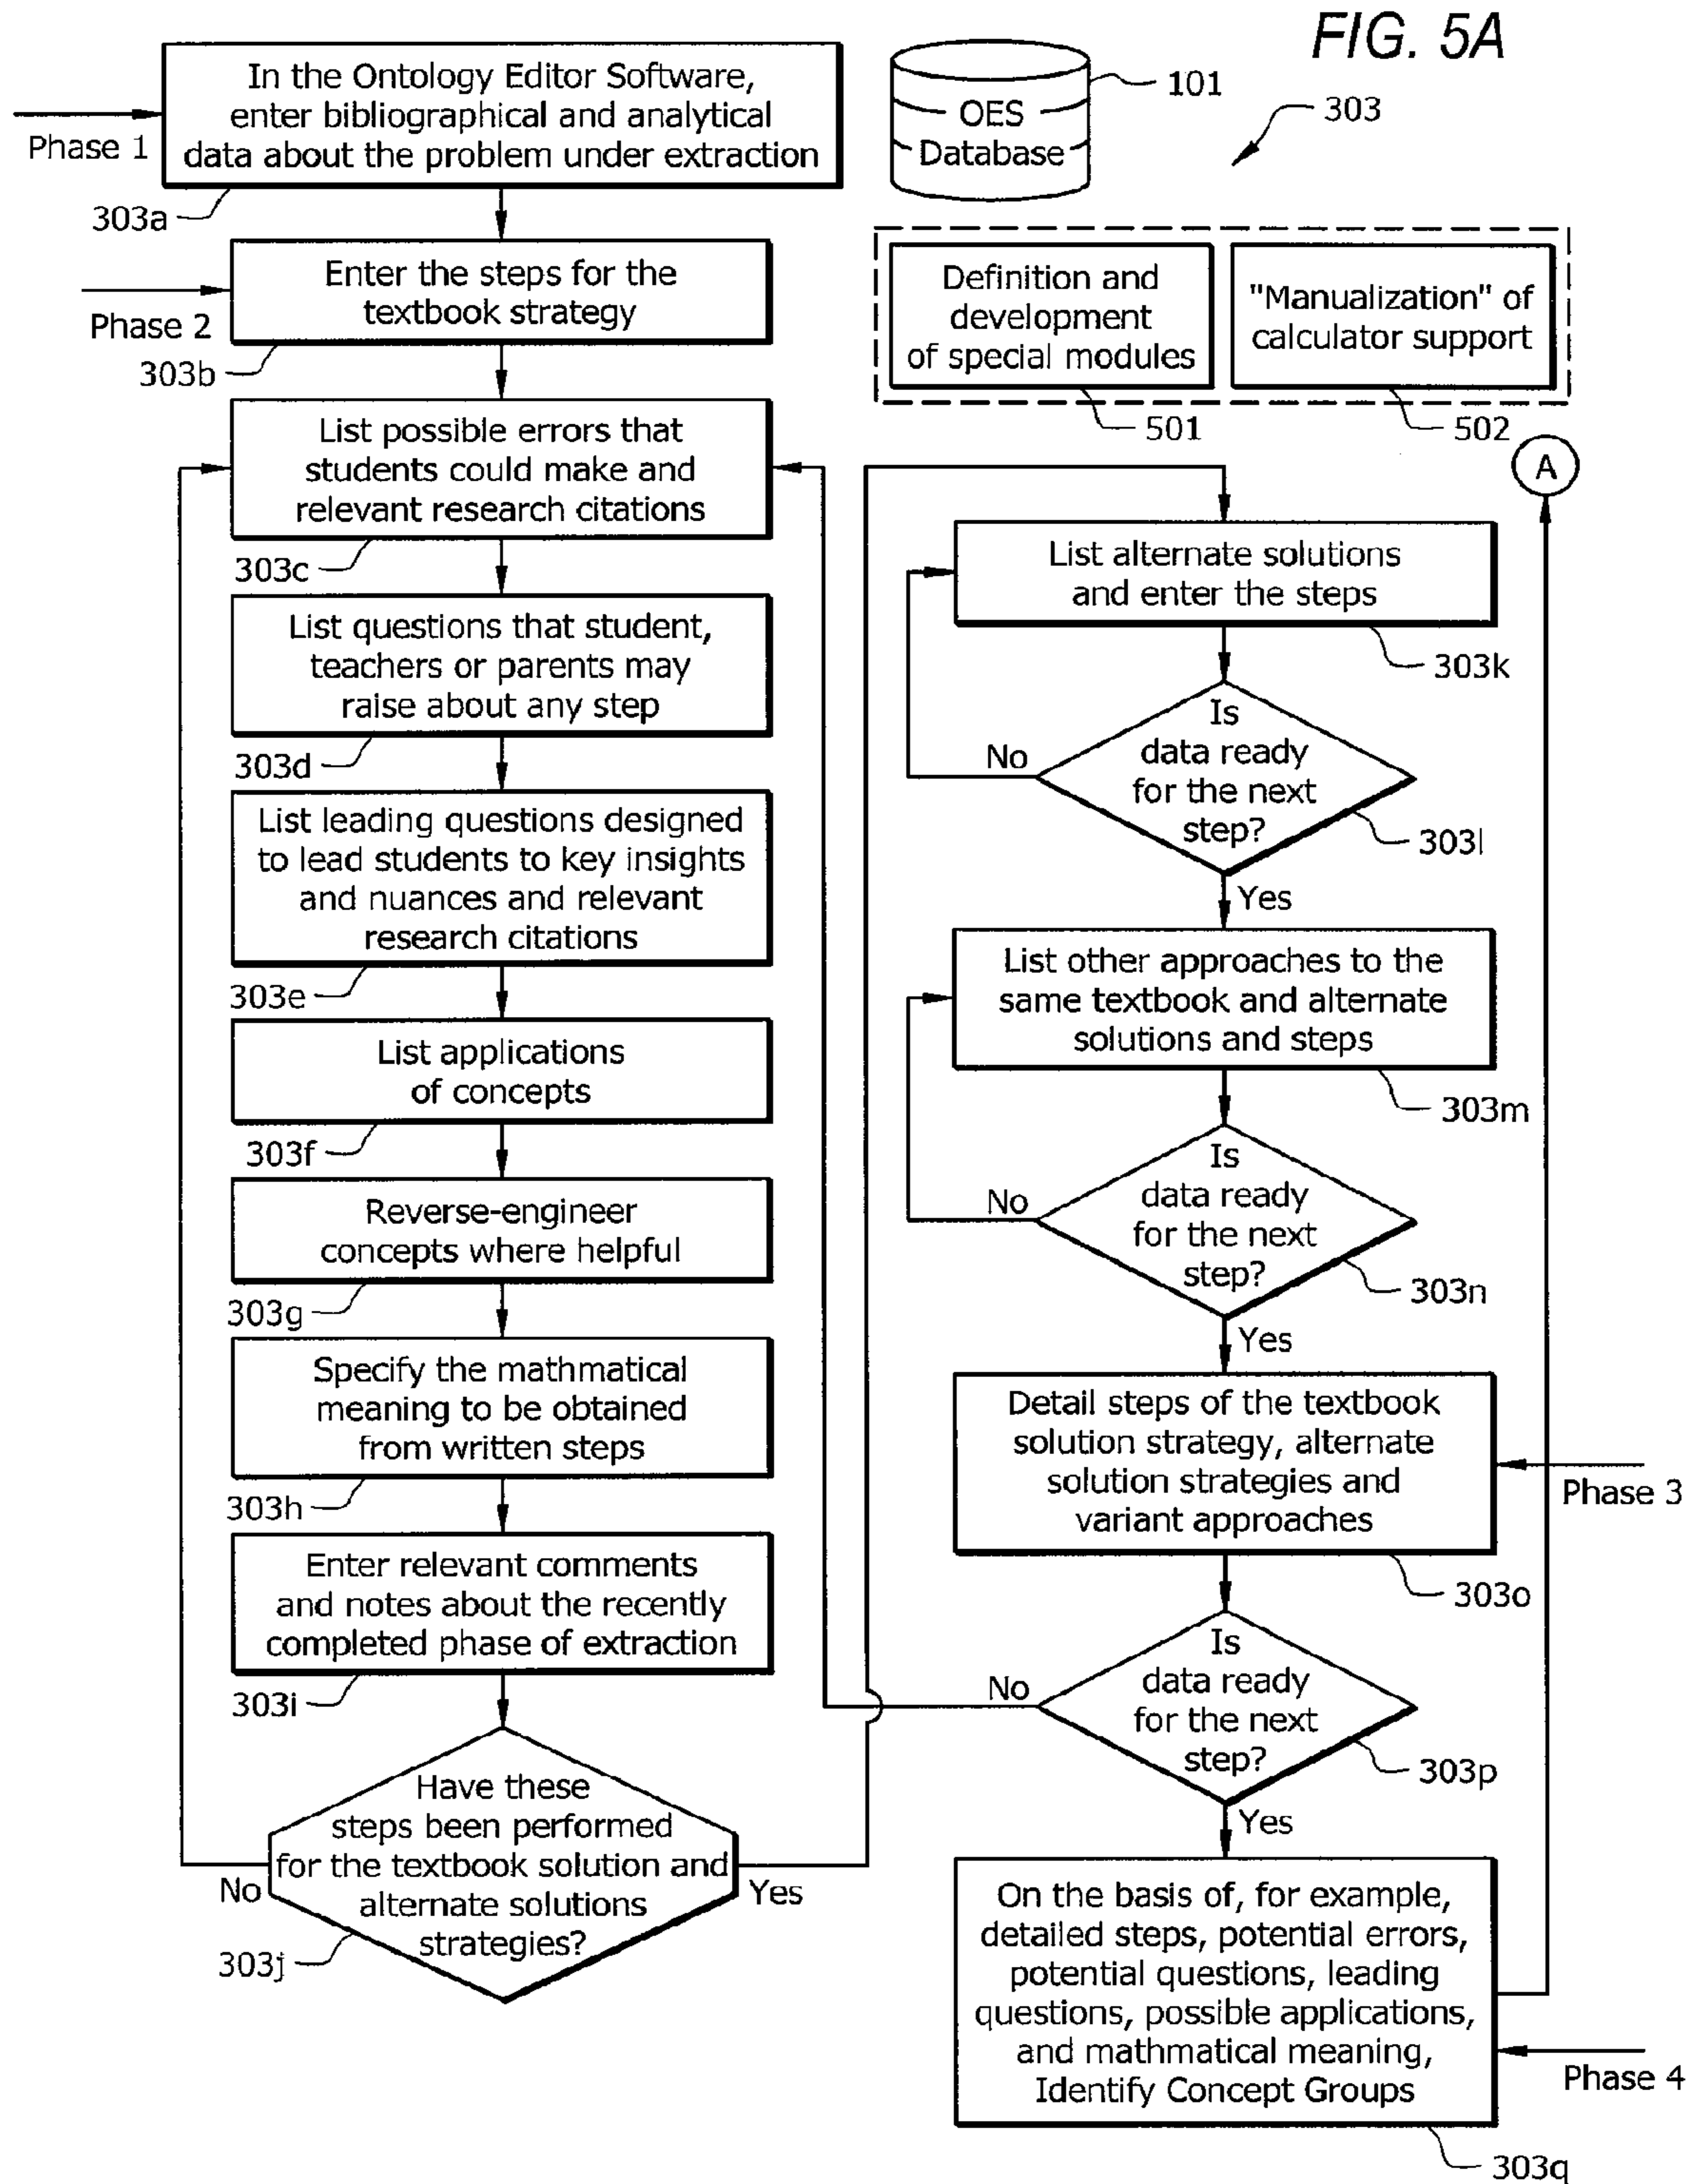 FIG. 5A
In the Ontology Editor Software,
enter bibliographical and analytical
data about the problem under extraction
Phase 1
303a
OES
Database
101
303
Enter the steps for the
textbook strategy
Phase 2
303b
Definition and
development
of special modules
501
"Manualization" of
calculator support
502
List possible errors that
students could make and
relevant research citations
303c
List questions that student,
teachers or parents may
raise about any step
303d
List leading questions designed
to lead students to key insights
and nuances and relevant
research citations
303e
List applications
of concepts
303f
Reverse-engineer
concepts where helpful
303g
Specify the mathmatical
meaning to be obtained
from written steps
303h
Enter relevant comments
and notes about the recently
completed phase of extraction
303i
Have these
steps been performed
for the textbook solution and
alternate solutions
strategies?
No
Yes
303j
A
List alternate solutions
and enter the steps
303k
Is
data ready
for the next
step?
No
303l
Yes
List other approaches to the
same textbook and alternate
solutions and steps
303m
Is
data ready
for the next
step?
No
303n
Yes
Detail steps of the textbook
solution strategy, alternate
solution strategies and
variant approaches
Phase 3
303o
Is
data ready
for the next
step?
No
303p
Yes
On the basis of, for example,
detailed steps, potential errors,
potential questions, leading
questions, possible applications,
and mathmatical meaning,
Identify Concept Groups
Phase 4
303q